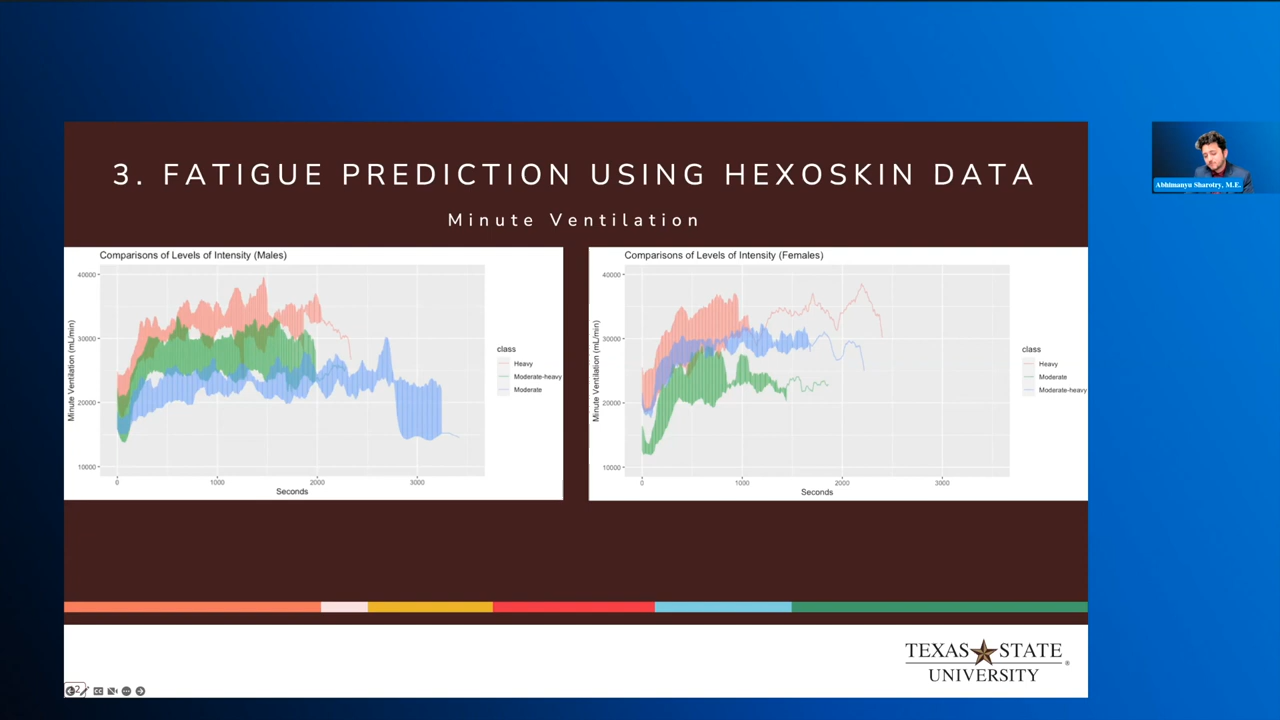 3. FATIGUE PREDICTION USING HEXOSKIN DATA
Minute Ventilation
Abhimanyu Sharotry, M.E.
Comparisons of Levels of Intensity (Males)
40000
30000
20000
10000
Minute Ventilation (mL/min)
0 1000 2000 3000
Seconds
class
Heavy
Moderate-heavy
Moderate
Comparisons of Levels of Intensity (Females)
40000
30000
20000
10000
Minute Ventilation (mL/min)
0 1000 2000 3000
Seconds
class
Heavy
Moderate
Moderate-heavy
TEXAS STATE
UNIVERSITY
®